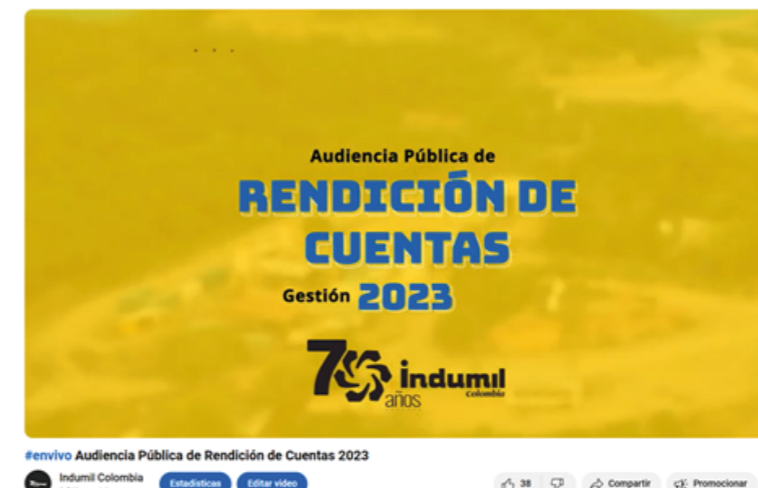 Audiencia Pública de
RENDICIÓN DE
CUENTAS
Gestión 2023
70 años indumil Colombia
#envivo Audiencia Pública de Rendición de Cuentas 2023
Indumil Colombia
Estadísticas Editar video 38 Compartir Promocionar